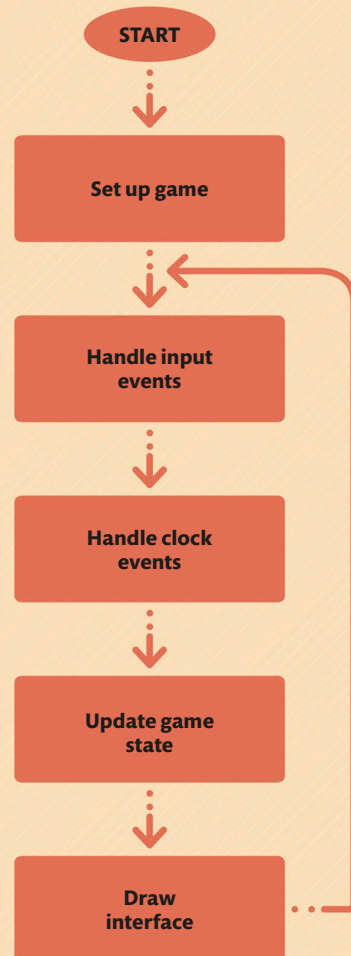 START
Set up game
Handle input
events
Handle clock
events
Update game
state
Draw
interface